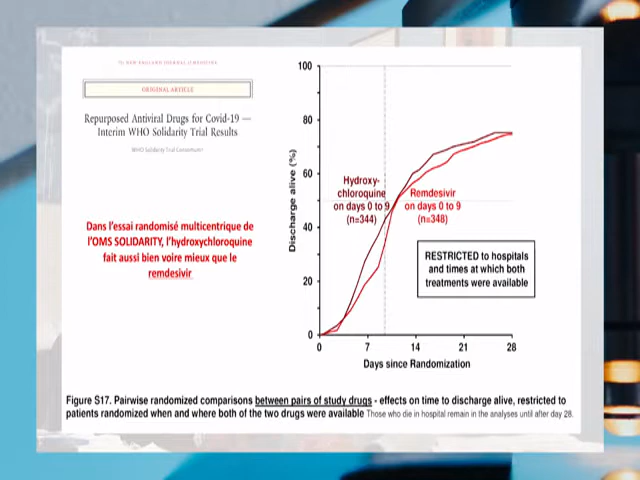 THE NEW ENGLAND JOURNAL of MEDICINE
ORIGINAL ARTICLE
Repurposed Antiviral Drugs for Covid-19 —
Interim WHO Solidarity Trial Results
WHO Solidarity Trial Consortium*
Dans l'essai randomisé multicentrique de
l'OMS SOLIDARITY, l'hydroxychloroquine
fait aussi bien voire mieux que le
remdesivir
Discharge alive (%)
100
80
60
40
20
0
Hydroxy-
chloroquine
on days 0 to 9
(n=344)
Remdesivir
on days 0 to 9
(n=348)
RESTRICTED to hospitals
and times at which both
treatments were available
0 7 14 21 28
Days since Randomization
Figure S17. Pairwise randomized comparisons between pairs of study drugs - effects on time to discharge alive, restricted to
patients randomized when and where both of the two drugs were available Those who die in hospital remain in the analyses until after day 28.